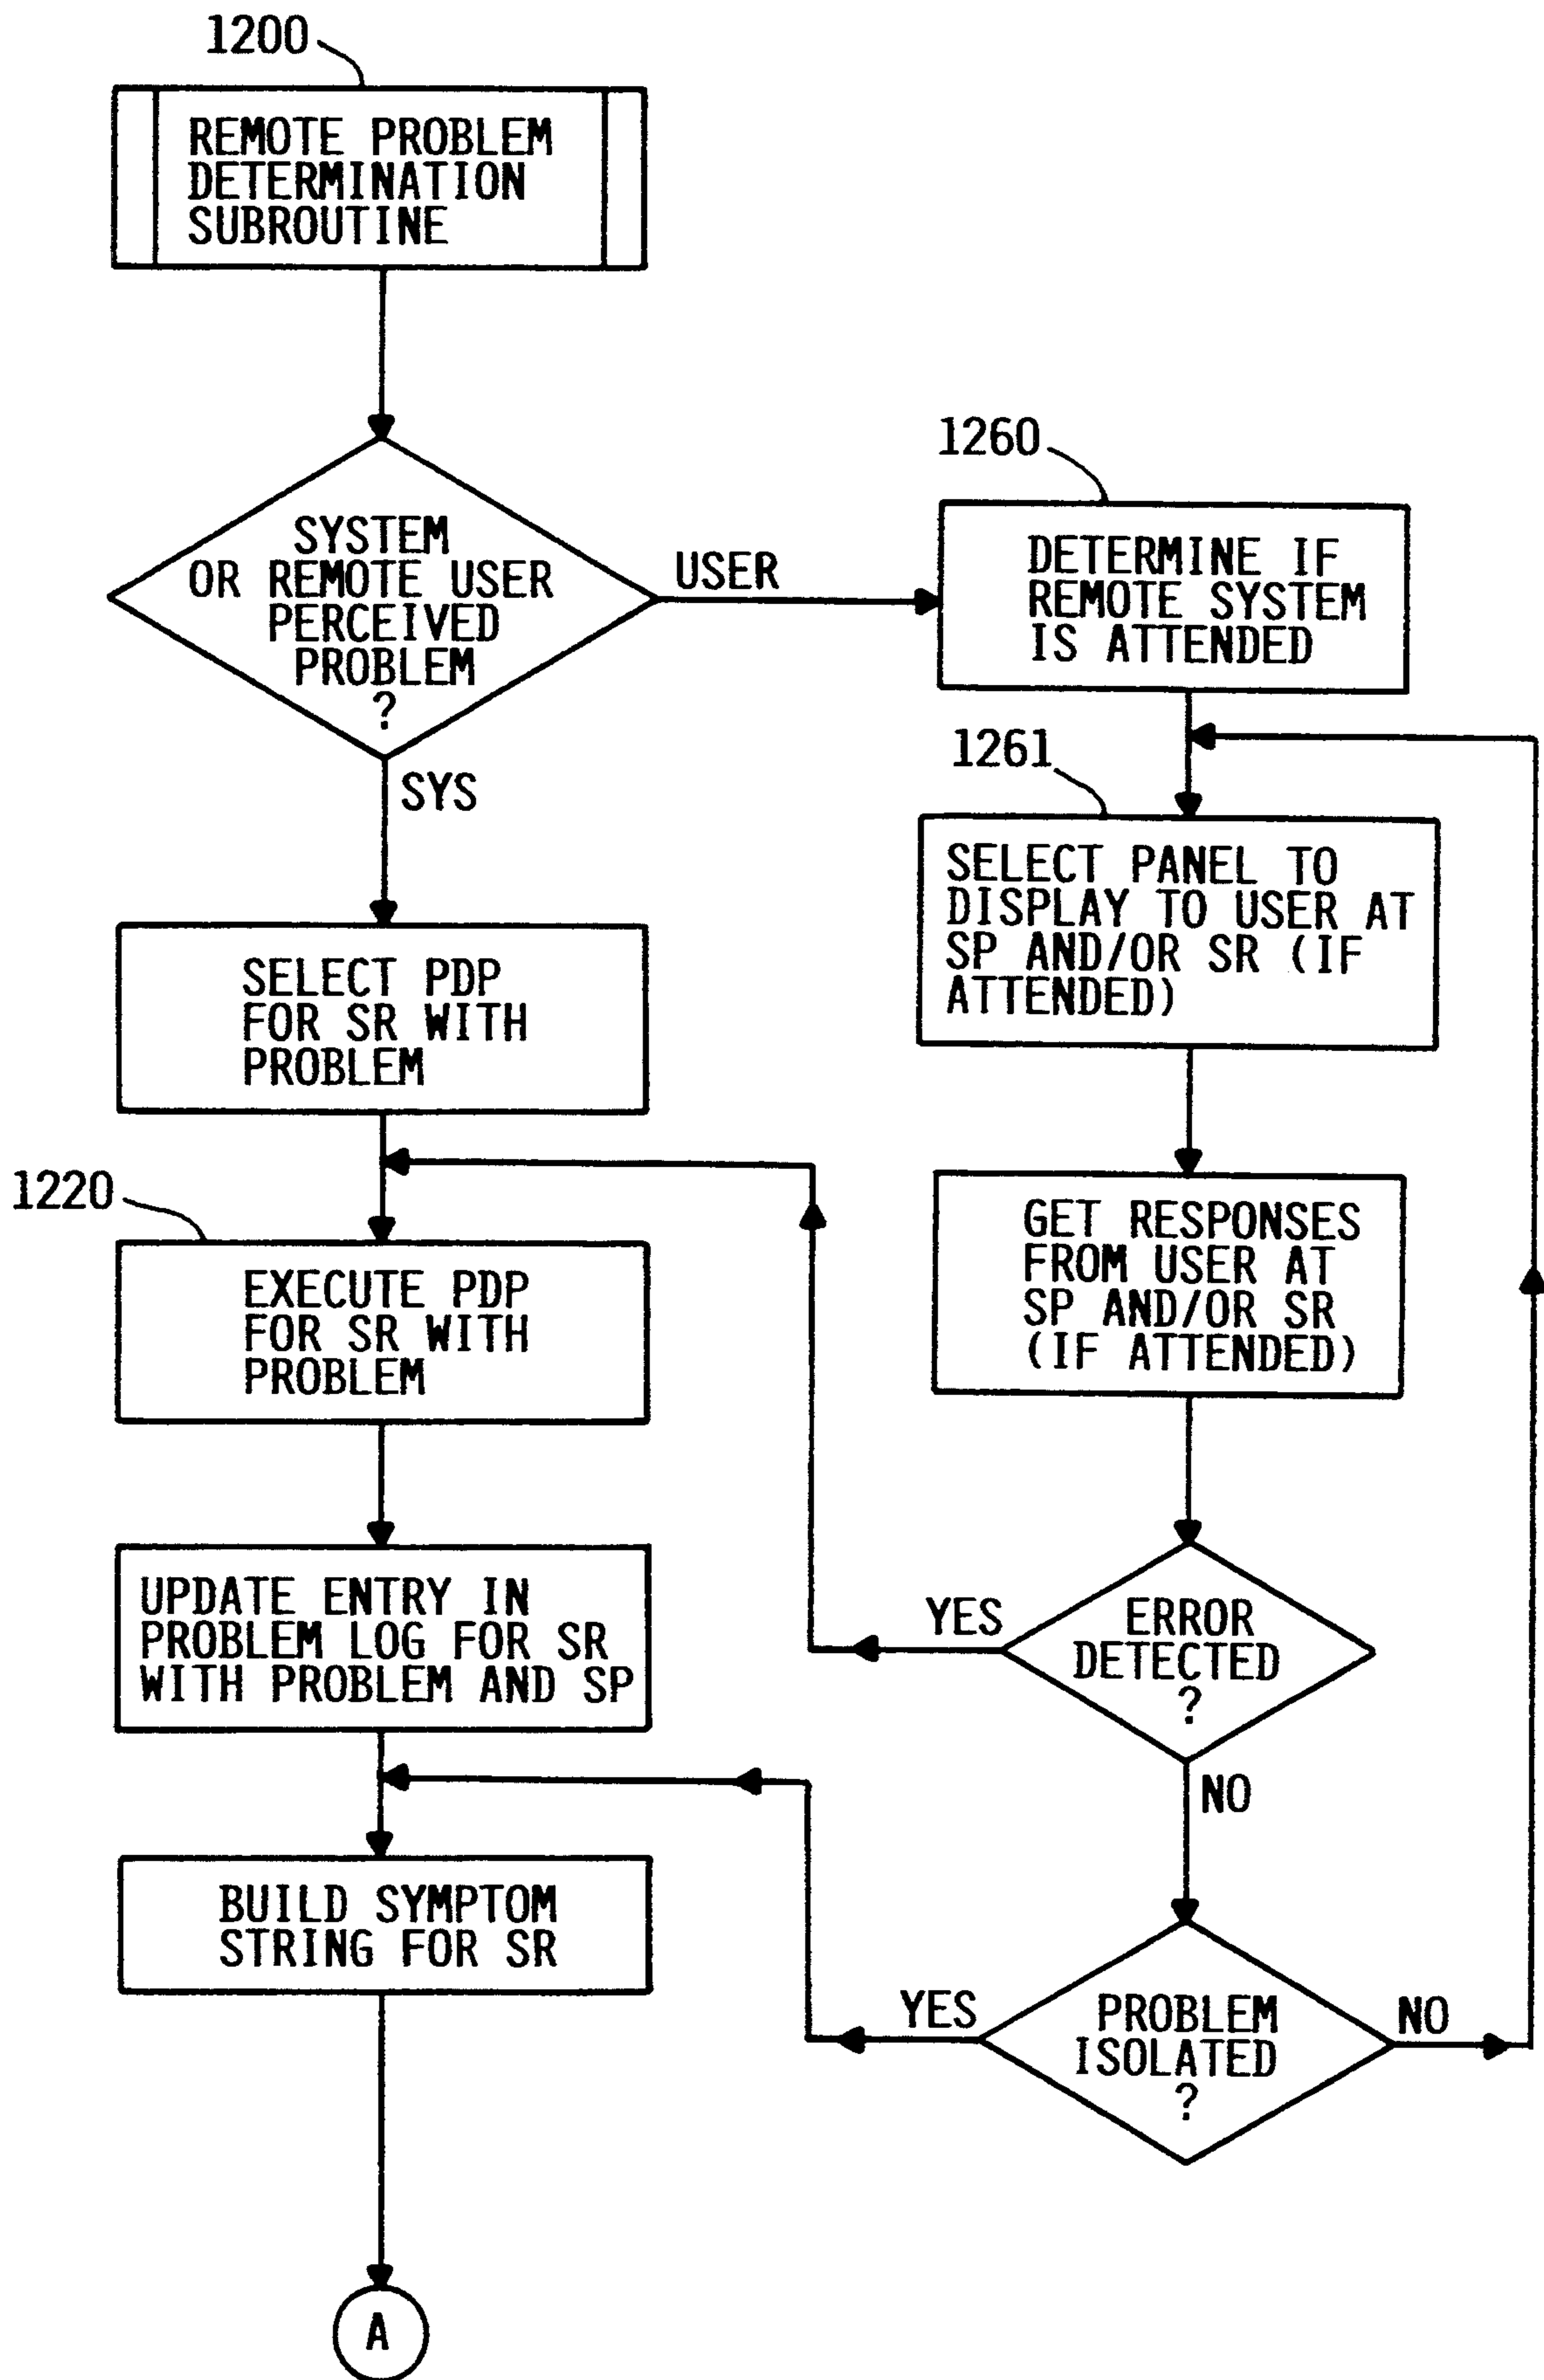 1200
REMOTE PROBLEM
DETERMINATION
SUBROUTINE
SYSTEM
OR REMOTE USER
PERCEIVED
PROBLEM
?
USER
SYS
1260
DETERMINE IF
REMOTE SYSTEM
IS ATTENDED
1261
SELECT PANEL TO
DISPLAY TO USER AT
SP AND/OR SR (IF
ATTENDED)
SELECT PDP
FOR SR WITH
PROBLEM
1220
EXECUTE PDP
FOR SR WITH
PROBLEM
GET RESPONSES
FROM USER AT
SP AND/OR SR
(IF ATTENDED)
UPDATE ENTRY IN
PROBLEM LOG FOR SR
WITH PROBLEM AND SP
YES
ERROR
DETECTED
?
NO
BUILD SYMPTOM
STRING FOR SR
YES
PROBLEM
ISOLATED
?
NO
A